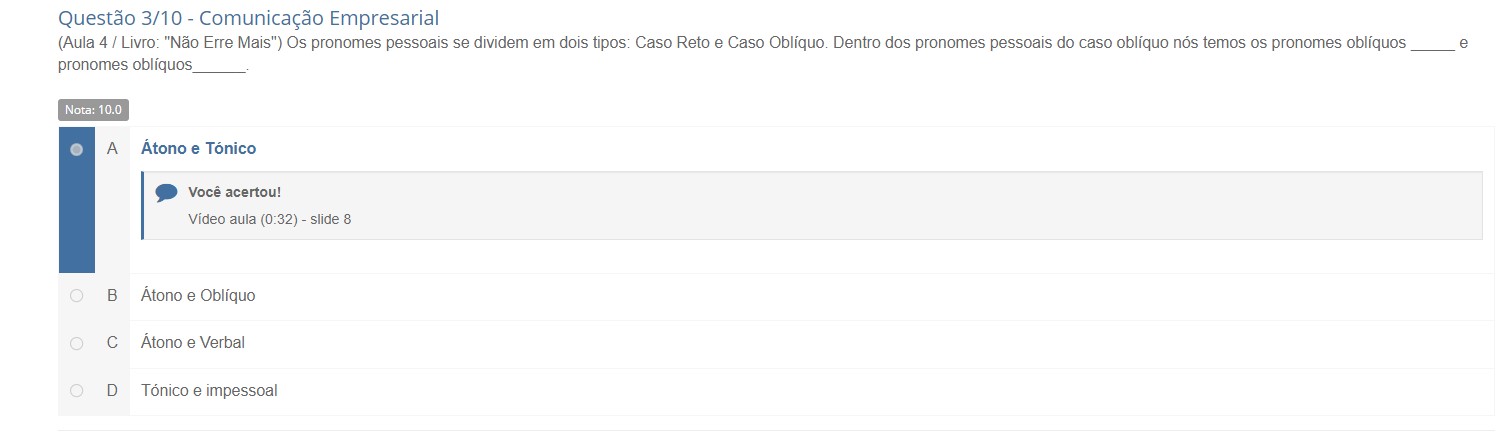 Questão 3/10 - Comunicação Empresarial
(Aula 4 / Livro: "Não Erre Mais") Os pronomes pessoais se dividem em dois tipos: Caso Reto e Caso Oblíquo. Dentro dos pronomes pessoais do caso oblíquo nós temos os pronomes oblíquos _____ e
pronomes oblíquos______.
Nota: 10.0
A Átono e Tónico
Você acertou!
Vídeo aula (0:32) - slide 8
B Átono e Oblíquo
C Átono e Verbal
D Tónico e impessoal